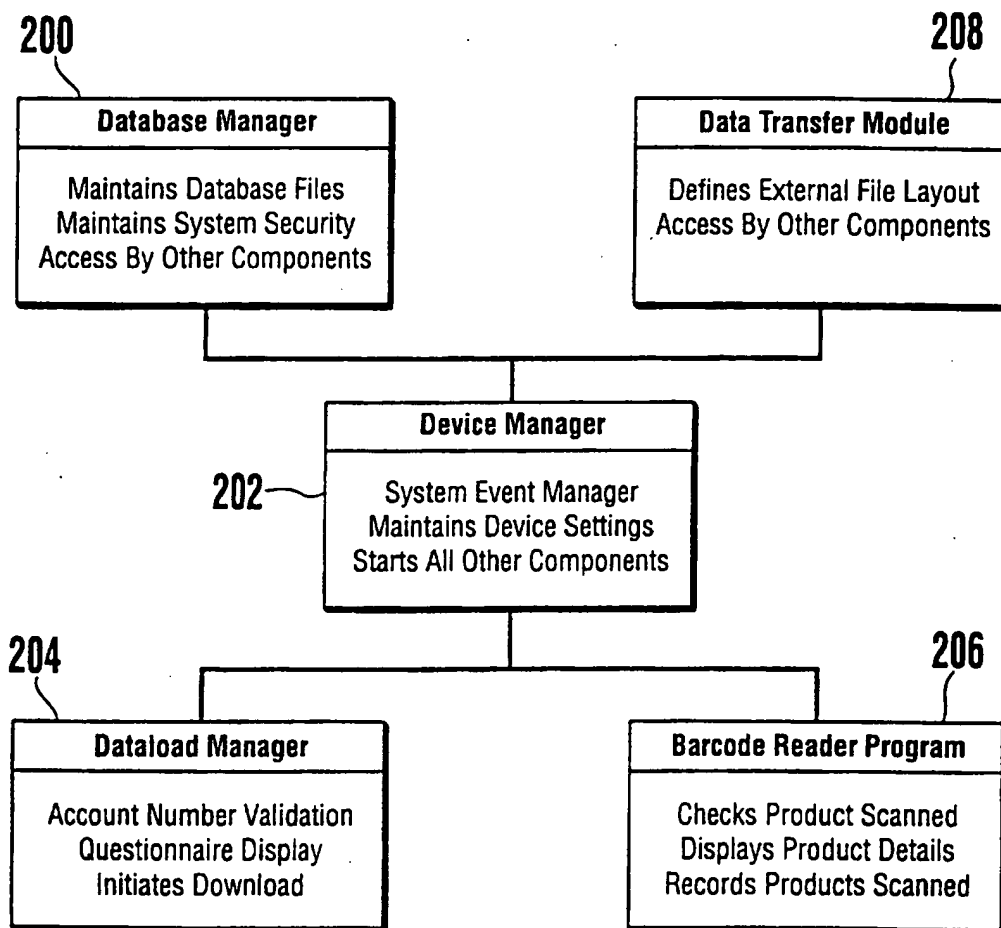 200
208
Database Manager
Maintains Database Files
Maintains System Security
Access By Other Components
Data Transfer Module
Defines External File Layout
Access By Other Components
Device Manager
202
System Event Manager
Maintains Device Settings
Starts All Other Components
204
206
Dataload Manager
Account Number Validation
Questionnaire Display
Initiates Download
Barcode Reader Program
Checks Product Scanned
Displays Product Details
Records Products Scanned